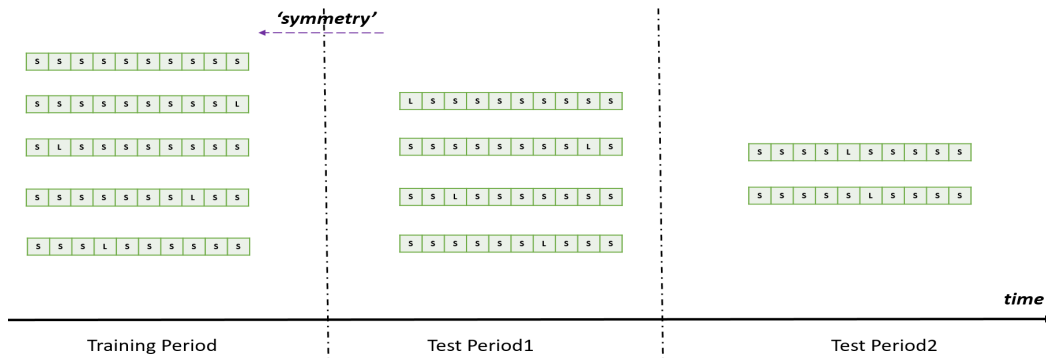 'symmetry'
S S S S S S S S S S
S S S S S S S S S L
S L S S S S S S S S
S S S S S S S L S S
S S S L S S S S S S
L S S S S S S S S S
S S S S S S S S L S
S S L S S S S S S S
S S S S S S L S S S
S S S S L S S S S S
S S S S S L S S S S
time
Training Period
Test Period1
Test Period2